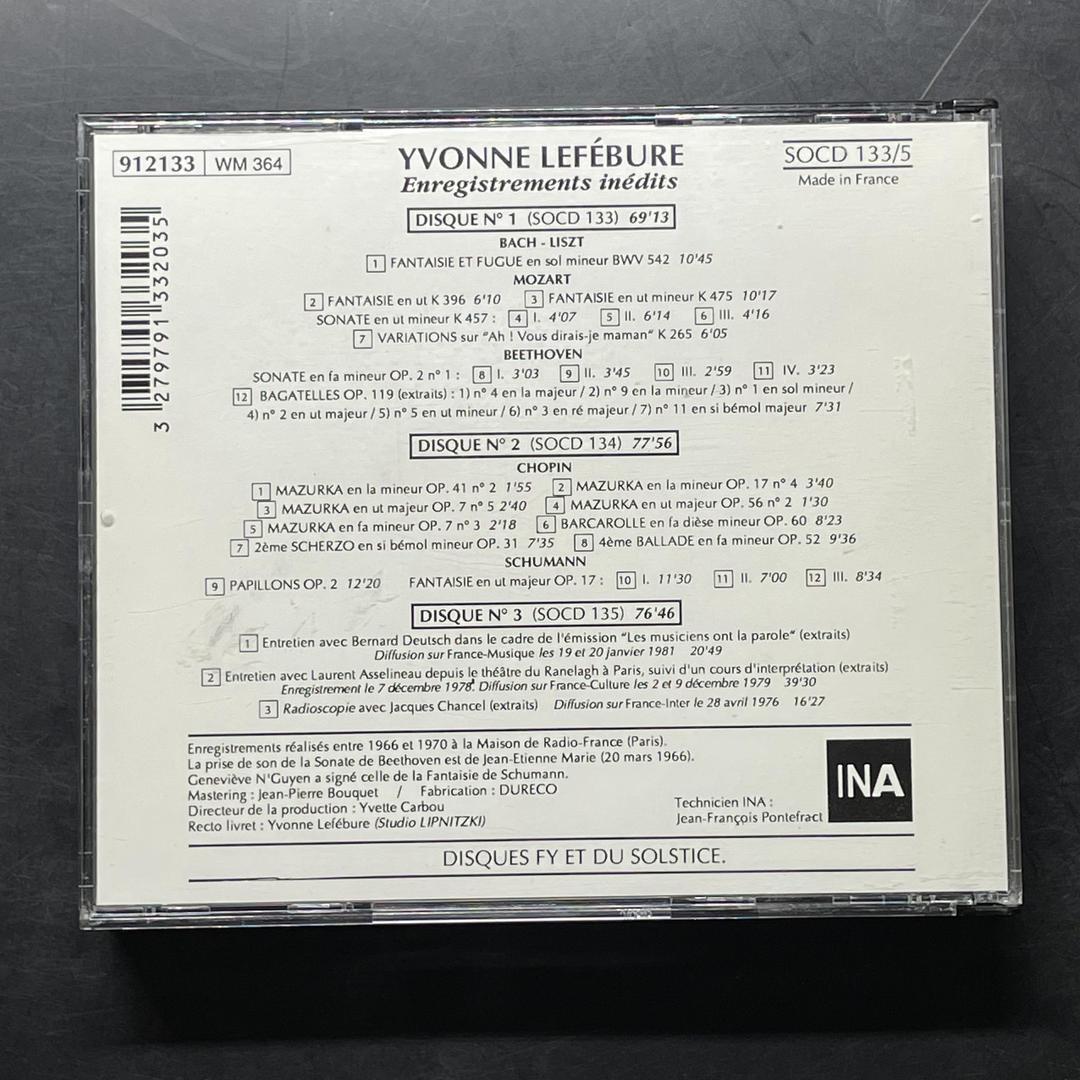 912133 WM 364
YVONNE LEFÉBURE
SOCD 133/5
Enregistrements inédits
Made in France
3 279791 332035
DISQUE N° 1 (SOCD 133) 69'13
BACH - LISZT
1 FANTAISIE ET FUGUE en sol mineur BWV 542 10'45
MOZART
2 FANTAISIE en ut K 396 6'10 3 FANTAISIE en ut mineur K 475 10'17
SONATE en ut mineur K 457 : 4 I. 4'07 5 II. 6'14 6 III. 4'16
7 VARIATIONS sur "Ah ! Vous dirais-je maman" K 265 6'05
BEETHOVEN
SONATE en fa mineur OP. 2 n° 1 : 8 I. 3'03 9 II. 3'45 10 III. 2'59 11 IV. 3'23
12 BAGATELLES OP. 119 (extraits) : 1) n° 4 en la majeur / 2) n° 9 en la mineur / 3) n° 1 en sol mineur /
4) n° 2 en ut majeur / 5) n° 5 en ut mineur / 6) n° 3 en ré majeur / 7) n° 11 en si bémol majeur 7'31
DISQUE N° 2 (SOCD 134) 77'56
CHOPIN
1 MAZURKA en la mineur OP. 41 n° 2 1'55 2 MAZURKA en la mineur OP. 17 n° 4 3'40
3 MAZURKA en ut majeur OP. 7 n° 5 2'40 4 MAZURKA en ut majeur OP. 56 n° 2 1'30
5 MAZURKA en fa mineur OP. 7 n° 3 2'18 6 BARCAROLLE en fa dièse mineur OP. 60 8'23
7 2ème SCHERZO en si bémol mineur OP. 31 7'35 8 4ème BALLADE en fa mineur OP. 52 9'36
SCHUMANN
9 PAPILLONS OP. 2 12'20 FANTAISIE en ut majeur OP. 17 : 10 I. 11'30 11 II. 7'00 12 III. 8'34
DISQUE N° 3 (SOCD 135) 76'46
1 Entretien avec Bernard Deutsch dans le cadre de l'émission "Les musiciens ont la parole" (extraits)
Diffusion sur France-Musique les 19 et 20 janvier 1981 20'49
2 Entretien avec Laurent Asselineau depuis le théâtre du Ranelagh à Paris, suivi d'un cours d'interprétation (extraits)
Enregistrement le 7 décembre 1978. Diffusion sur France-Culture les 2 et 9 décembre 1979 39'30
3 Radioscopie avec Jacques Chancel (extraits) Diffusion sur France-Inter le 28 avril 1976 16'27
Enregistrements réalisés entre 1966 et 1970 à la Maison de Radio-France (Paris).
La prise de son de la Sonate de Beethoven est de Jean-Etienne Marie (20 mars 1966).
Geneviève N'Guyen a signé celle de la Fantaisie de Schumann.
Mastering : Jean-Pierre Bouquet / Fabrication : DURECO
Directeur de la production : Yvette Carbou
Recto livret : Yvonne Lefébure (Studio LIPNITZKI)
Technicien INA :
Jean-François Pontefract
INA
DISQUES FY ET DU SOLSTICE.